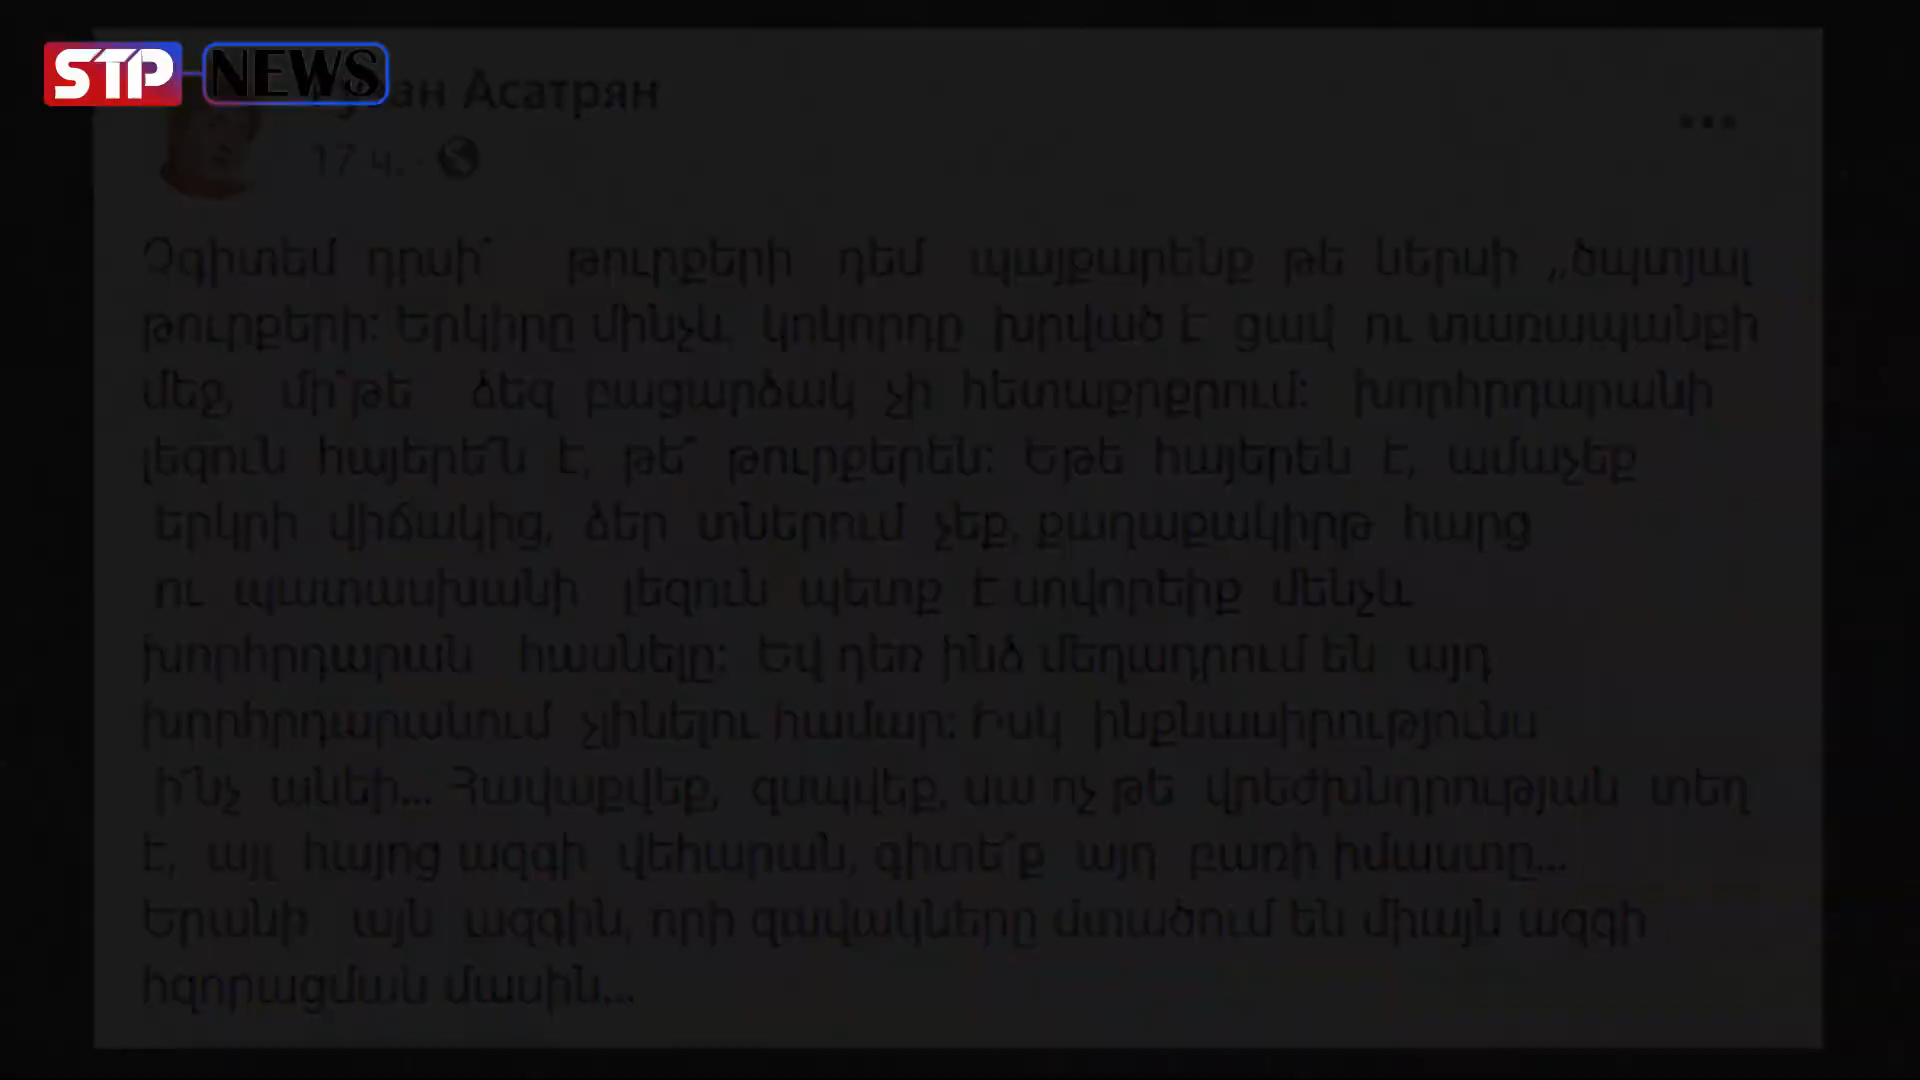 STP NEWS
ан Асатрян
17 ч. ·
Չգիտեմ դրսի՞ թուրքերի դեմ պայքարենք թե ներսի ,,ծպտյալ
թուրքերի: Երկիրը մինչև կոկորդը խրված է ցավ ու տառապանքի
մեջ, մի՞թե ձեզ բացարձակ չի հետաքրքրում: Խորհրդարանի
լեզուն հայերե՞ն է, թե՞ թուրքերեն: Եթե հայերեն է, ամաչեք
երկրի վիճակից, ձեր տներում չեք, քաղաքակիրթ հարց
ու պատասխանի լեզուն պետք է սովորեիք մենչև
խորհրդարան հասնելը: Եվ դեռ ինձ մեղադրում են այդ
խորհրդարանում չլինելու համար: Իսկ ինքնասիրությունս
ի՞նչ անեի... Հավաքվեք, զսպվեք, սա ոչ թե վրեժխնդրության տեղ
է, այլ հայոց ազգի վեհարան, գիտե՞ք այդ բառի իմաստը...
Երանի այն ազգին, որի զավակները մտածում են միայն ազգի
հզորացման մասին...